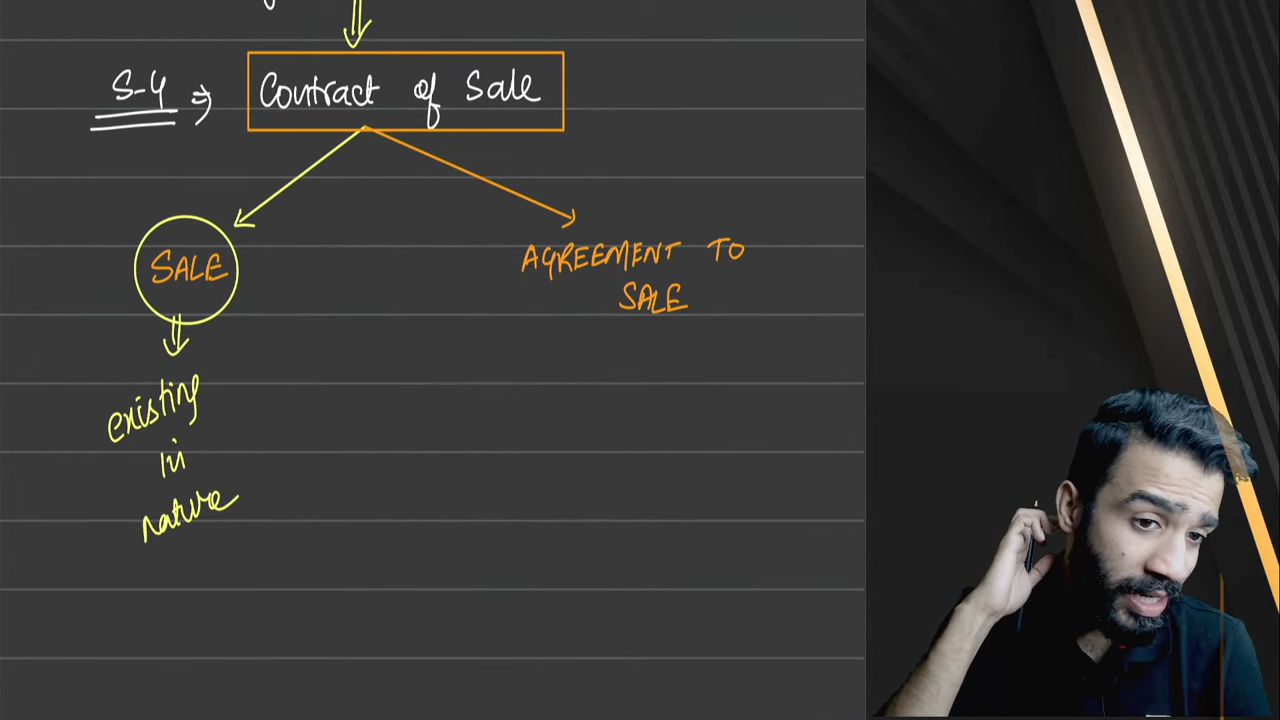 S-4 ⇒ Contract of Sale
SALE
AGREEMENT TO
SALE
existing
in
nature